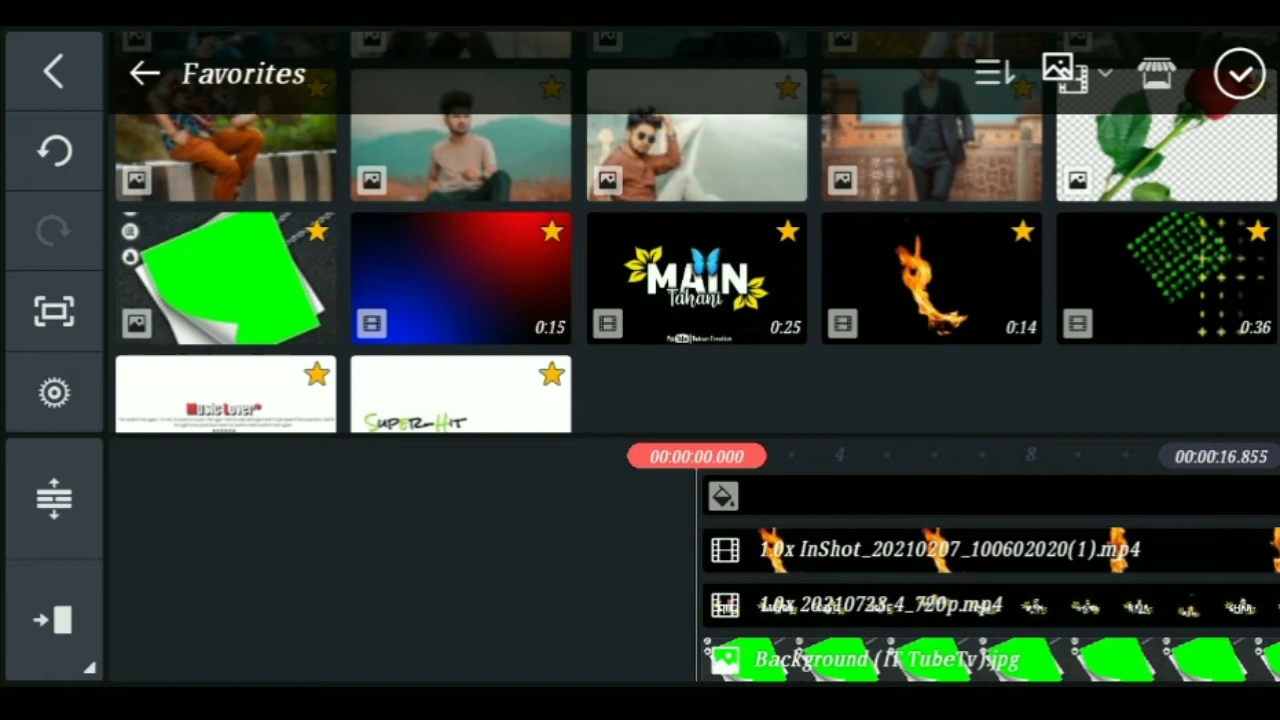 Favorites
MAIN
Tahani
0:15
0:25
0:14
0:36
Music Lover
SUPER-HIT
00:00:00.000
4
8
00:00:16.855
1.0x InShot_20210207_100602020(1).mp4
1.0x 20210723-4_720p.mp4
Background (IT TubeTv).jpg